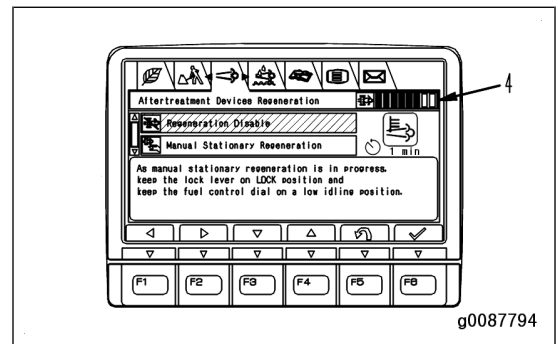 Aftertreatment Devices Regeneration
4
Regeneration Disable
Manual Stationary Regeneration
1 min
As manual stationary regeneration is in progress.
keep the lock lever on LOCK position and
keep the fuel control dial on a low idling position.
F1 F2 F3 F4 F5 F6
g0087794